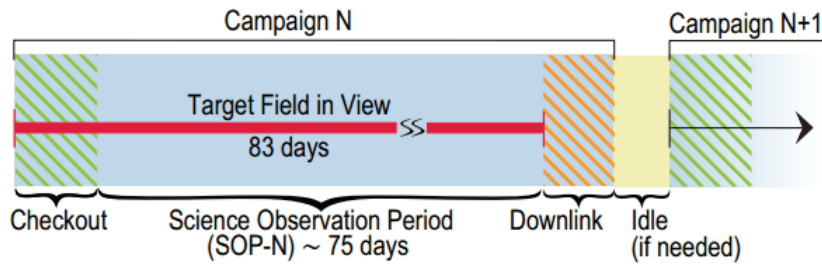 Campaign N
Campaign N+1
Target Field in View
83 days
Checkout
Science Observation Period
(SOP-N) ~ 75 days
Downlink
Idle
(if needed)